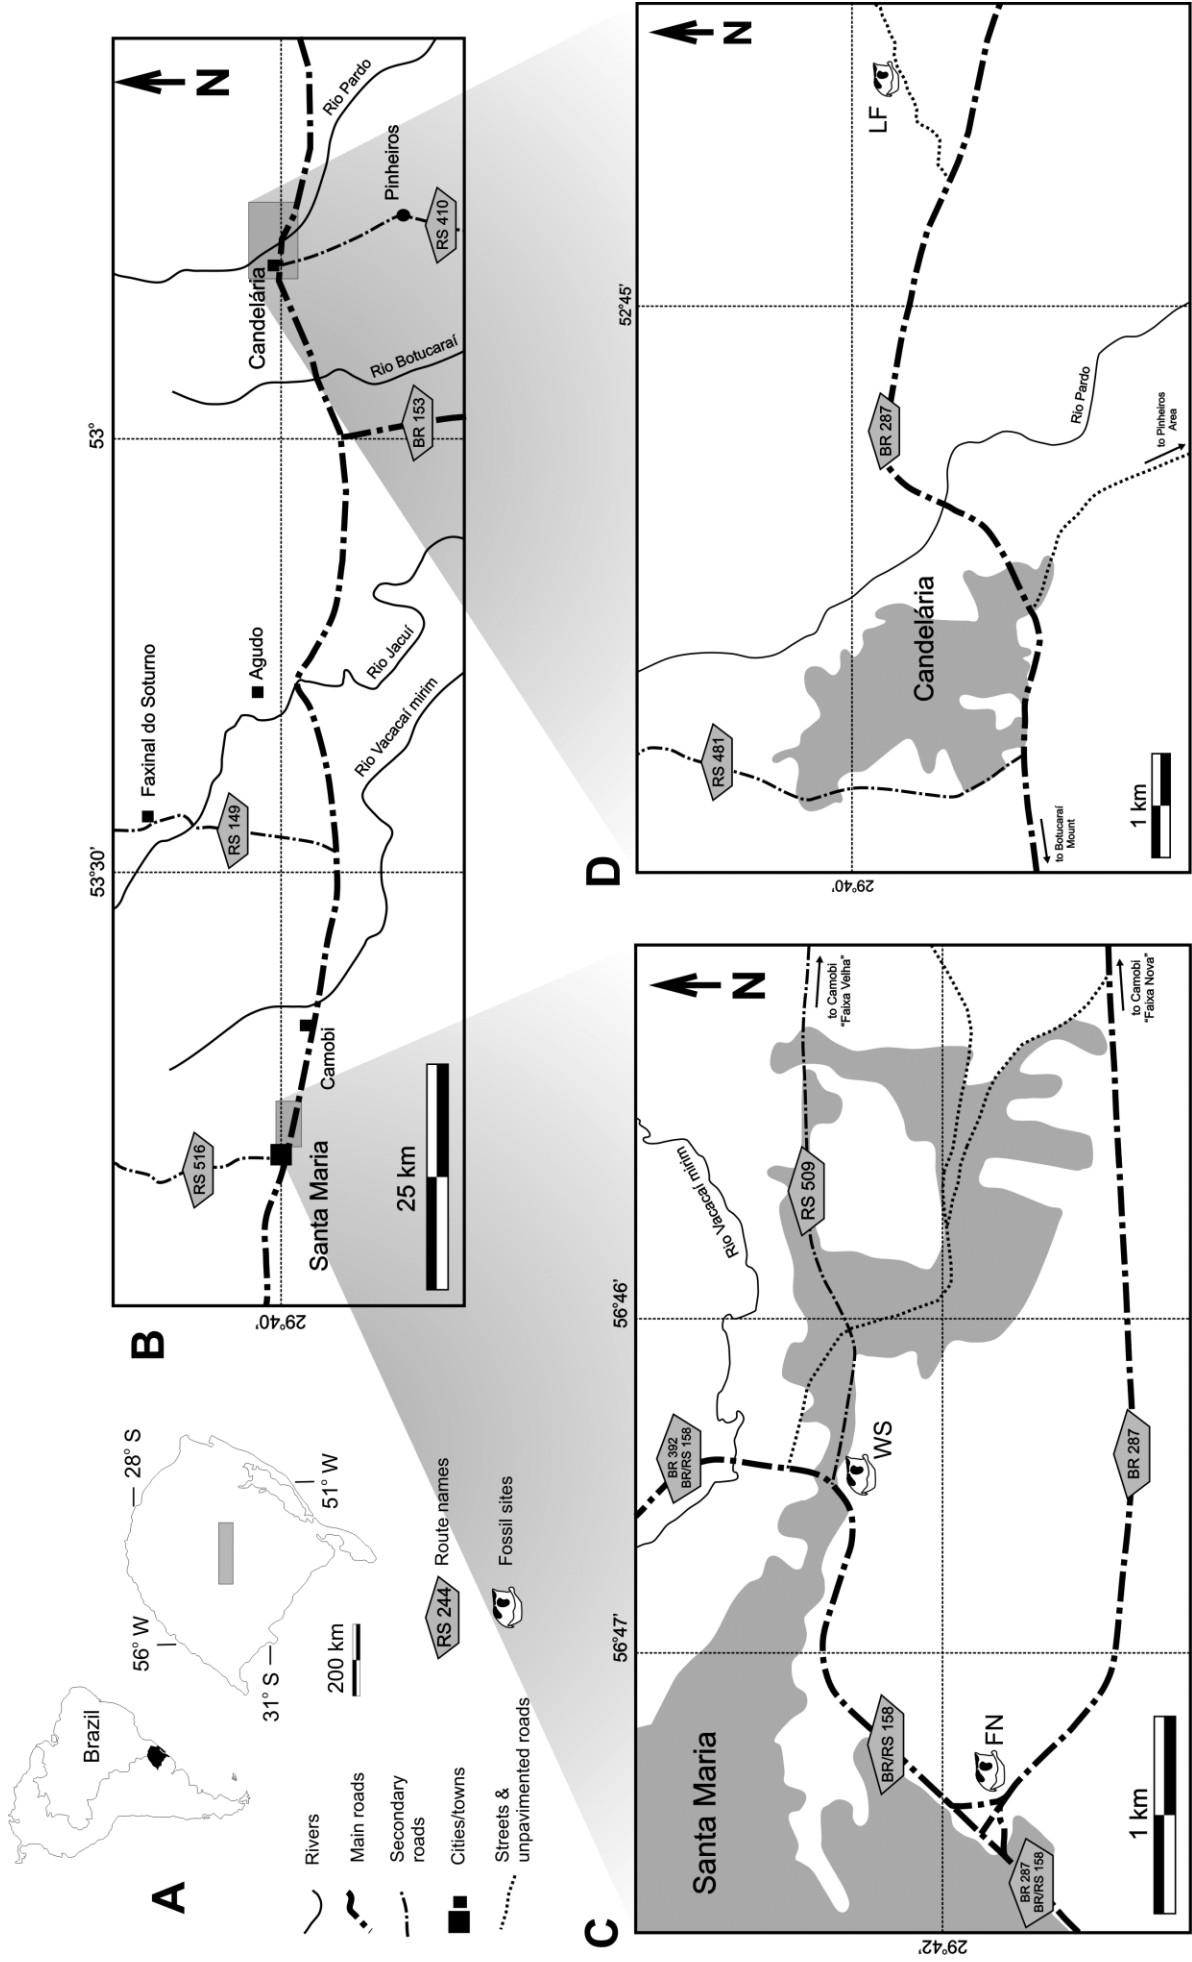 A
Brazil
28° S
56° W
31° S
51° W
200 km
Rivers
Main roads
Secondary
roads
Cities/towns
Streets &
unpavimented roads
RS 244
Route names
Fossil sites
B
29°40'
53°30'
53°
N
RS 516
Santa Maria
Camobi
25 km
RS 149
Faxinal do Soturno
Agudo
Rio Vacacaí mirim
Rio Jacuí
BR 153
Rio Botucaraí
Candelária
Pinheiros
RS 410
Rio Pardo
C
29°42'
56°47'
56°46'
N
Santa Maria
BR 392
BR/RS 158
Rio Vacacaí mirim
RS 509
to Camobi
"Faixa Velha"
WS
BR/RS 158
FN
BR 287
BR/RS 158
BR 287
to Camobi
"Faixa Nova"
1 km
D
29°40'
52°45'
N
RS 481
Candelária
BR 287
LF
Rio Pardo
to Botucaraí
Mount
to Pinheiros
Area
1 km